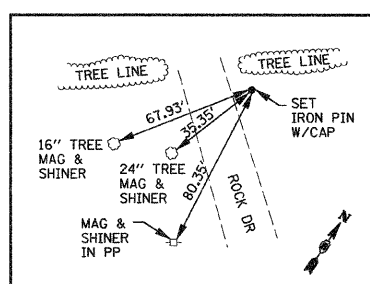 TREE LINE
TREE LINE
67.93'
35.35'
80.35'
SET
IRON PIN
W/CAP
16" TREE
MAG &
SHINER
24" TREE
MAG &
SHINER
MAG &
SHINER
IN PP
ROCK DR
N